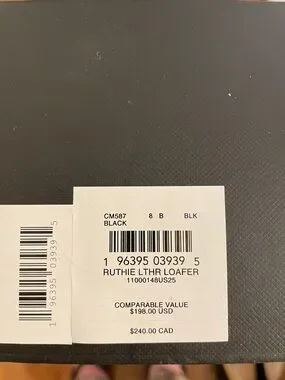 CM587 8 B BLK
BLACK
1 96395 03939 5
RUTHIE LTHR LOAFER
11000148US25
COMPARABLE VALUE
$198.00 USD
$240.00 CAD
1 96395 03939 5